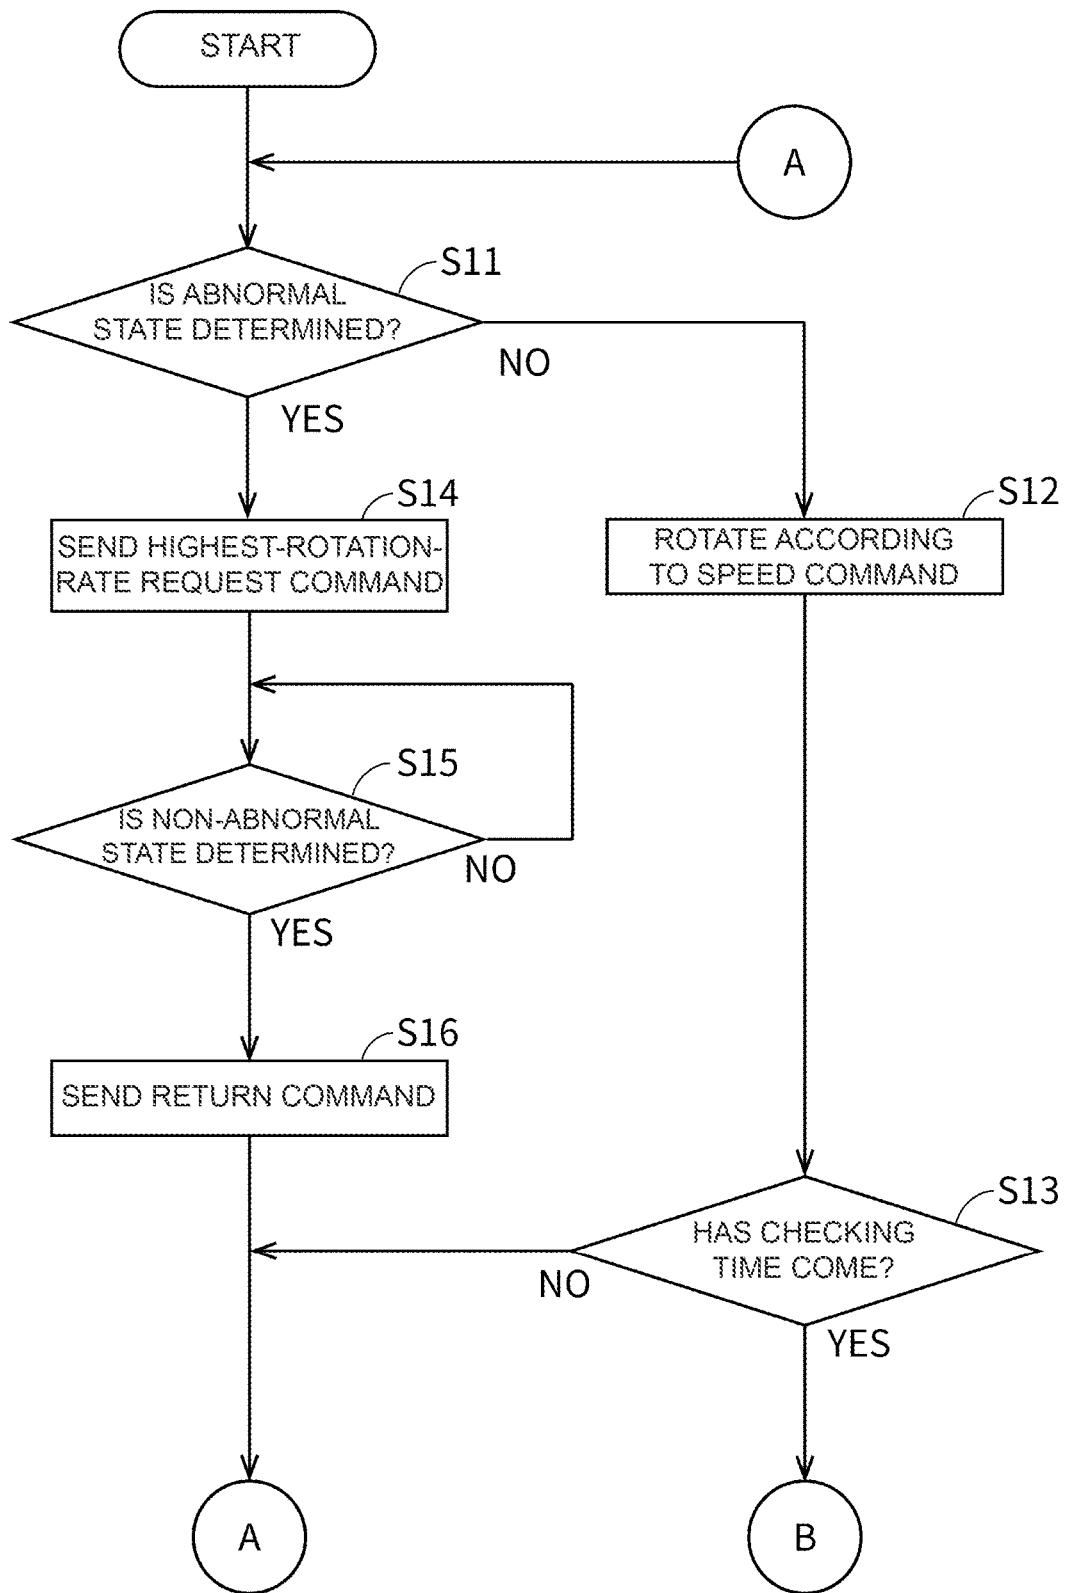 START
A
S11
IS ABNORMAL
STATE DETERMINED?
NO
YES
S14
SEND HIGHEST-ROTATION-
RATE REQUEST COMMAND
S12
ROTATE ACCORDING
TO SPEED COMMAND
S15
IS NON-ABNORMAL
STATE DETERMINED?
NO
YES
S16
SEND RETURN COMMAND
S13
HAS CHECKING
TIME COME?
NO
YES
A
B